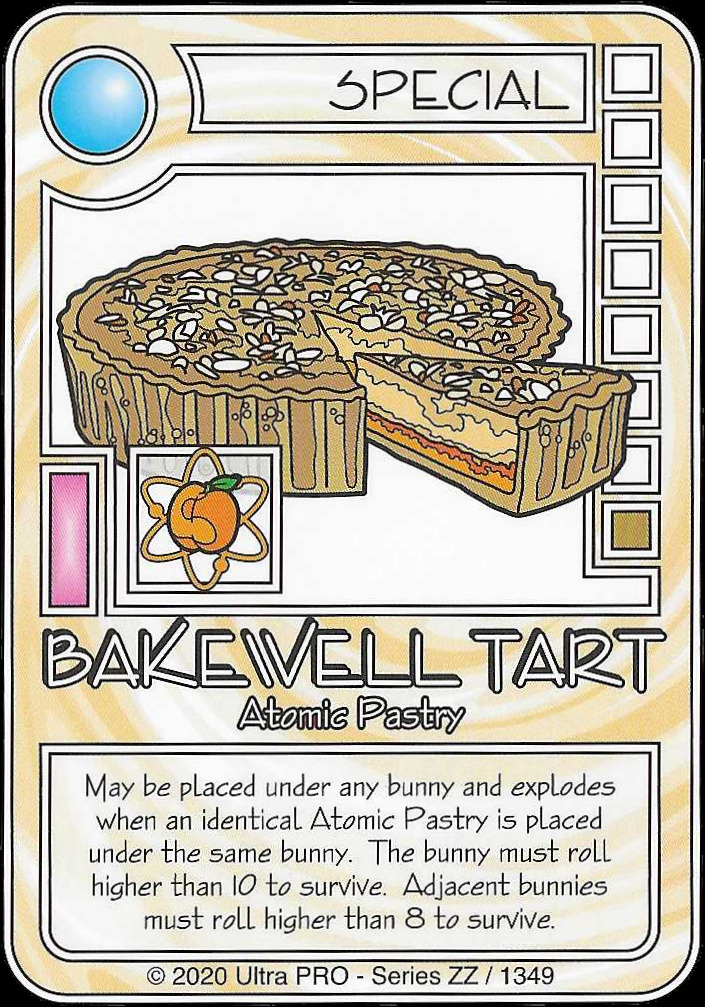 SPECIAL
BAKEWELL TART
Atomic Pastry
May be placed under any bunny and explodes
when an identical Atomic Pastry is placed
under the same bunny. The bunny must roll
higher than 10 to survive. Adjacent bunnies
must roll higher than 8 to survive.
© 2020 Ultra PRO - Series ZZ / 1349